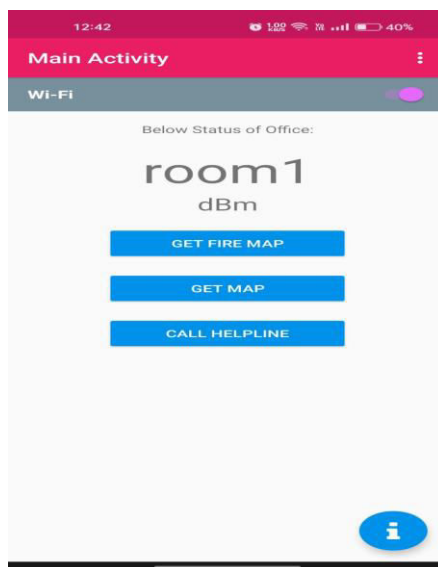 12:42 40%
Main Activity
Wi-Fi
Below Status of Office:
room1
dBm
GET FIRE MAP
GET MAP
CALL HELPLINE
i